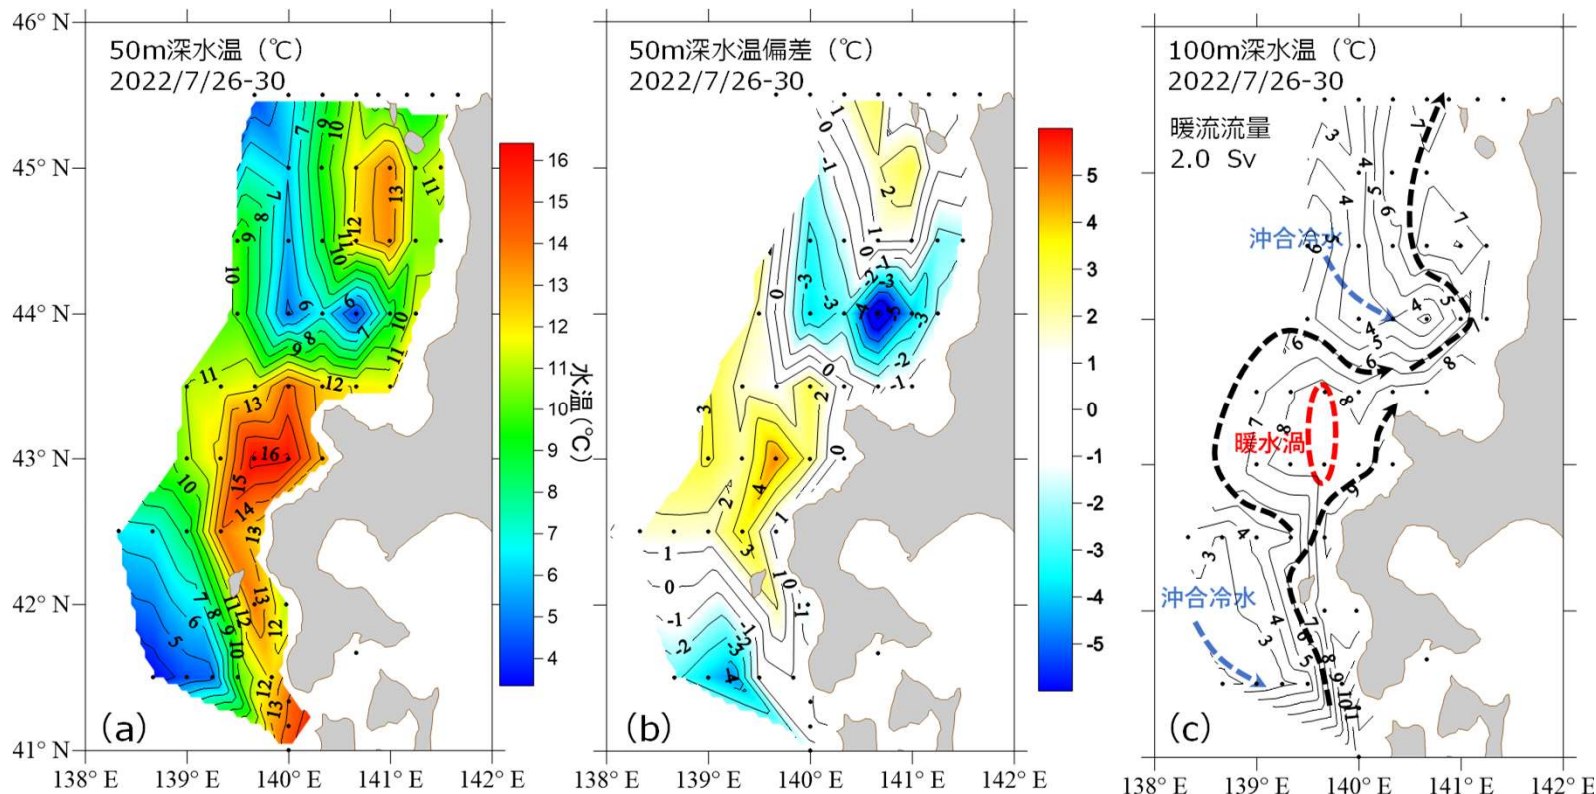 46° N
45° N
44° N
43° N
42° N
41° N
50m深水温（℃）
2022/7/26-30
(a)
138° E
139° E
140° E
141° E
142° E
16
15
14
13
12
11
10
9
8
7
6
5
4
水温(℃)
50m深水温偏差（℃）
2022/7/26-30
(b)
138° E
139° E
140° E
141° E
142° E
5
4
3
2
1
0
-1
-2
-3
-4
-5
100m深水温（℃）
2022/7/26-30
暖流流量
2.0 Sv
沖合冷水
暖水渦
沖合冷水
(c)
138° E
139° E
140° E
141° E
142° E